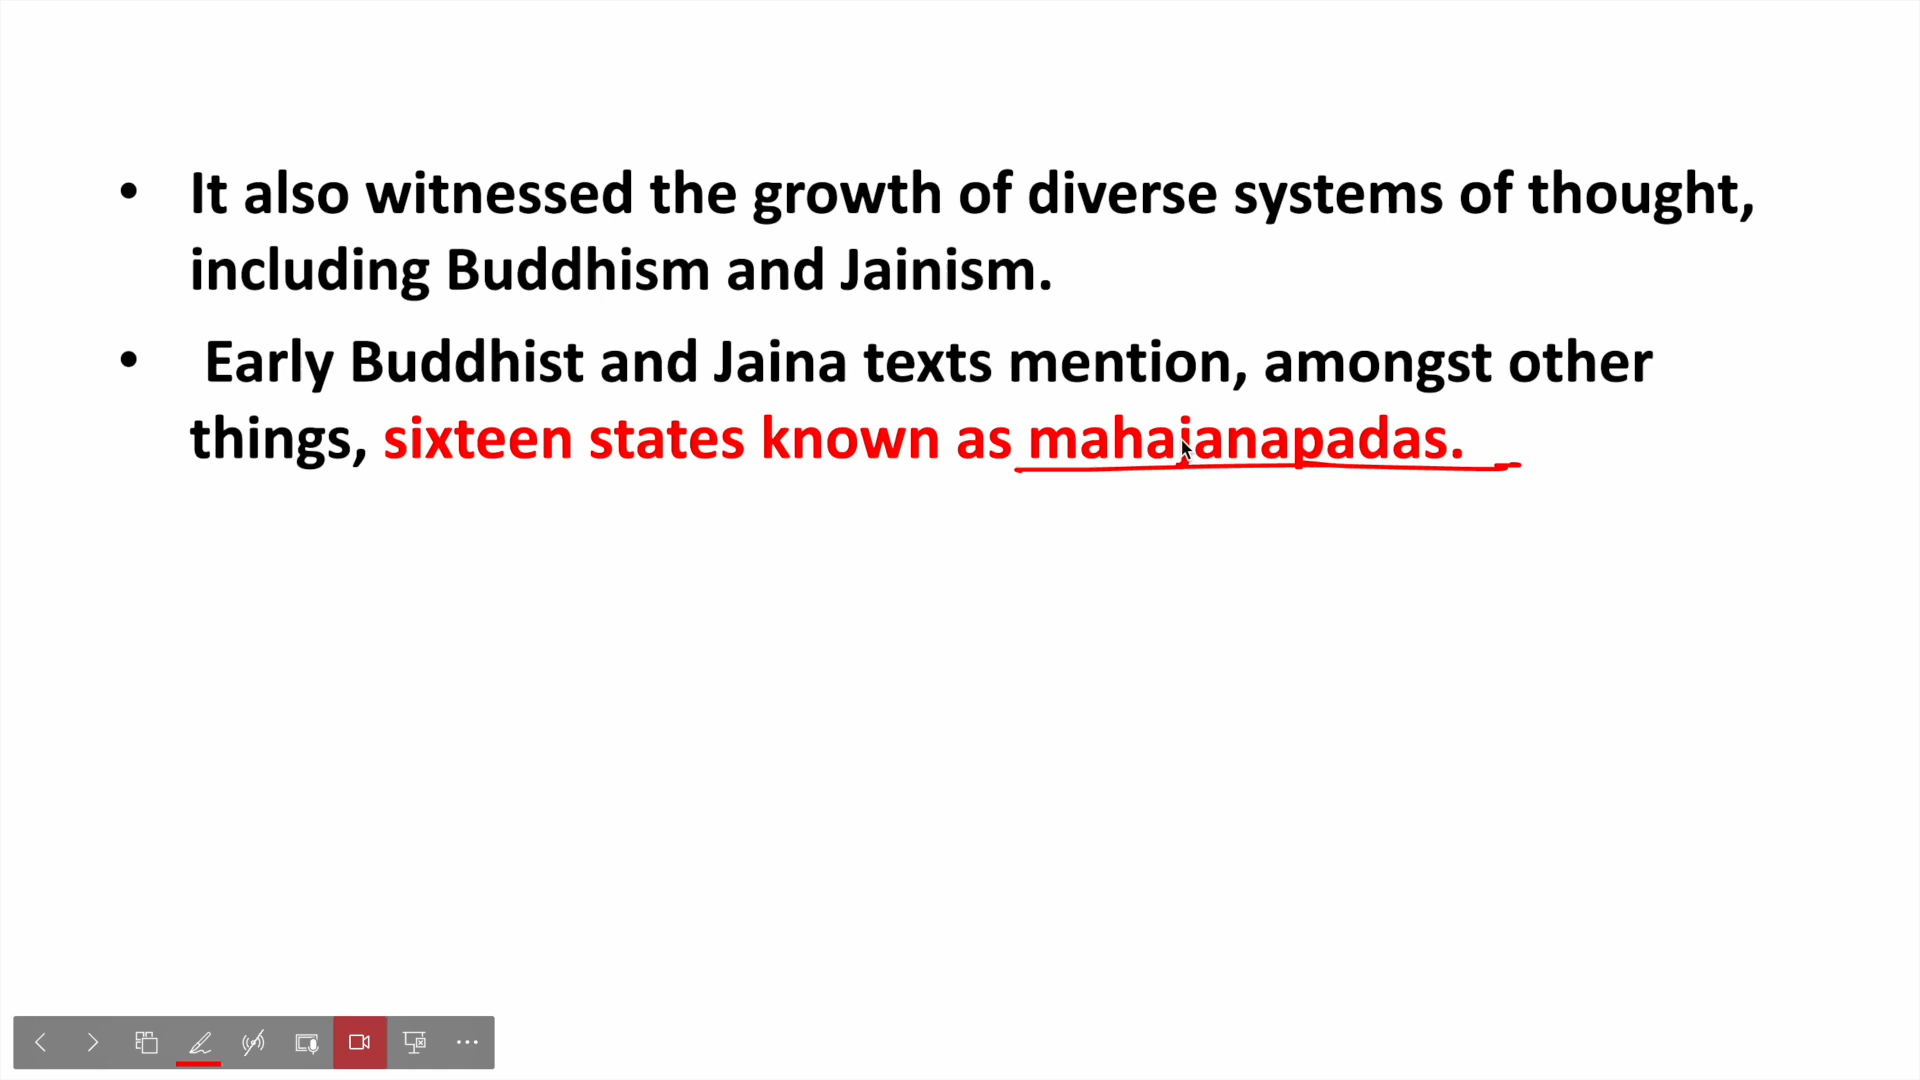 • It also witnessed the growth of diverse systems of thought,
including Buddhism and Jainism.
• Early Buddhist and Jaina texts mention, amongst other
things, sixteen states known as mahajanapadas.